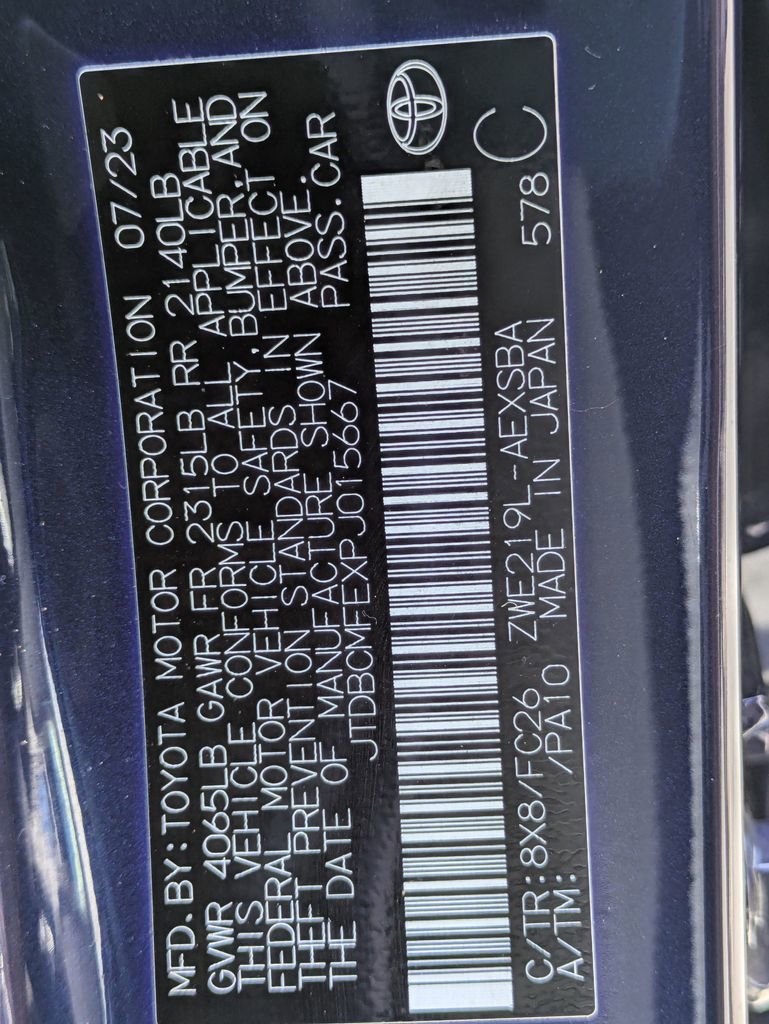 MFD.BY:TOYOTA MOTOR CORPORATION 07/23
GVWR 4065LB GAWR FR 2315LB RR 2140LB
THIS VEHICLE CONFORMS TO ALL APPLICABLE
FEDERAL MOTOR VEHICLE SAFETY,BUMPER,AND
THEFT PREVENTION STANDARDS IN EFFECT ON
THE DATE OF MANUFACTURE SHOWN ABOVE.
JTDBCMFEXPJ015667 PASS.CAR
C/TR:8X8/FC26 ZWE219L-AEXSBA 578 C
A/TM: /PA10 MADE IN JAPAN